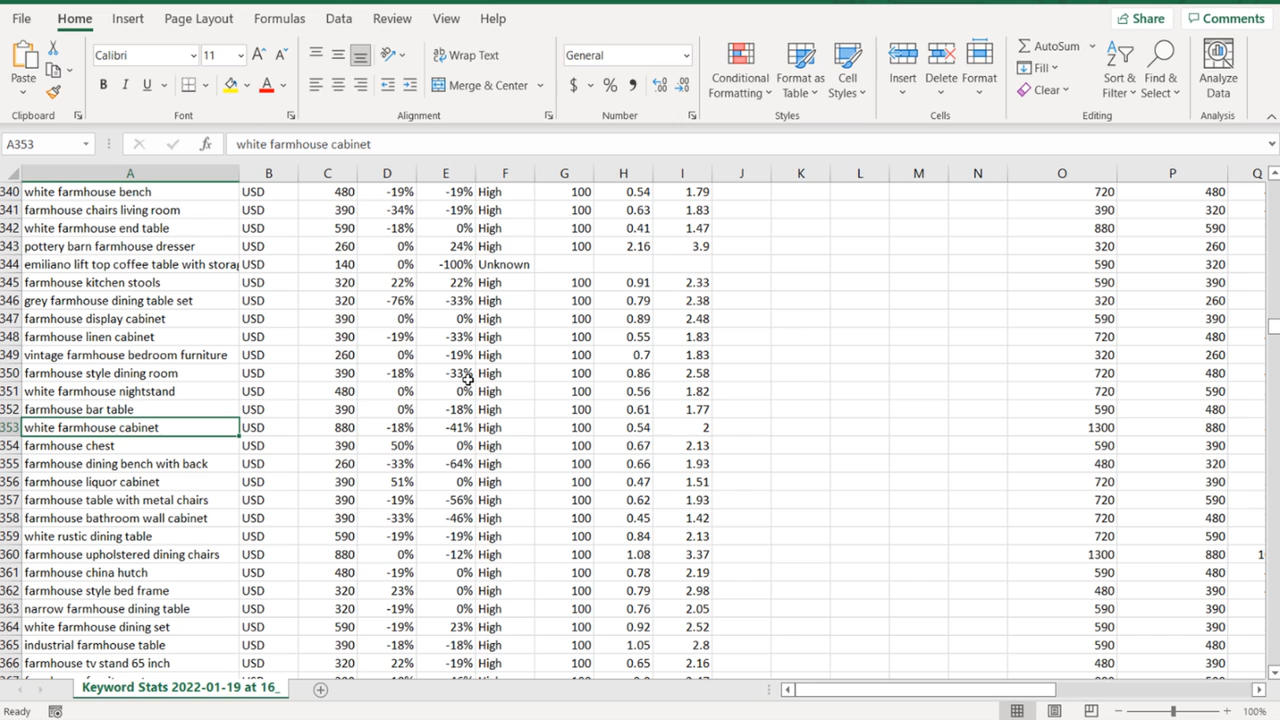 File Home Insert Page Layout Formulas Data Review View Help Share Comments
Calibri 11 Wrap Text General AutoSum
Paste B I U Merge & Center $ % Conditional Formatting Format as Table Cell Styles Insert Delete Format Fill Clear Sort & Filter Find & Select Analyze Data
Clipboard Font Alignment Number Styles Cells Editing Analysis
A353 fx white farmhouse cabinet
A B C D E F G H I J K L M N O P Q
340 white farmhouse bench USD 480 -19% -19% High 100 0.54 1.79 720 480
341 farmhouse chairs living room USD 390 -34% -19% High 100 0.63 1.83 390 320
342 white farmhouse end table USD 590 -18% 0% High 100 0.41 1.47 880 590
343 pottery barn farmhouse dresser USD 260 0% 24% High 100 2.16 3.9 320 260
344 emiliano lift top coffee table with storag USD 140 0% -100% Unknown 590 320
345 farmhouse kitchen stools USD 320 22% 22% High 100 0.91 2.33 590 390
346 grey farmhouse dining table set USD 320 -76% -33% High 100 0.79 2.38 320 260
347 farmhouse display cabinet USD 390 0% 0% High 100 0.89 2.48 590 390
348 farmhouse linen cabinet USD 390 -19% -33% High 100 0.55 1.83 720 480
349 vintage farmhouse bedroom furniture USD 260 0% -19% High 100 0.7 1.83 320 260
350 farmhouse style dining room USD 390 -18% -33% High 100 0.86 2.58 720 480
351 white farmhouse nightstand USD 480 0% 0% High 100 0.56 1.82 720 590
352 farmhouse bar table USD 390 0% -18% High 100 0.61 1.77 590 480
353 white farmhouse cabinet USD 880 -18% -41% High 100 0.54 2 1300 880
354 farmhouse chest USD 390 50% 0% High 100 0.67 2.13 590 390
355 farmhouse dining bench with back USD 260 -33% -64% High 100 0.66 1.93 480 320
356 farmhouse liquor cabinet USD 390 51% 0% High 100 0.47 1.51 720 590
357 farmhouse table with metal chairs USD 390 -19% -56% High 100 0.62 1.93 720 590
358 farmhouse bathroom wall cabinet USD 390 -33% -46% High 100 0.45 1.42 720 480
359 white rustic dining table USD 590 -19% -19% High 100 0.84 2.13 720 590
360 farmhouse upholstered dining chairs USD 880 0% -12% High 100 1.08 3.37 1300 880
361 farmhouse china hutch USD 480 -19% 0% High 100 0.78 2.19 590 480
362 farmhouse style bed frame USD 320 23% 0% High 100 0.79 2.98 590 390
363 narrow farmhouse dining table USD 320 -19% 0% High 100 0.76 2.05 590 390
364 white farmhouse dining set USD 590 -19% 23% High 100 0.92 2.52 590 480
365 industrial farmhouse table USD 390 -18% -18% High 100 1.05 2.8 590 390
366 farmhouse tv stand 65 inch USD 320 22% -19% High 100 0.65 2.16 480 390
Keyword Stats 2022-01-19 at 16_
Ready 100%